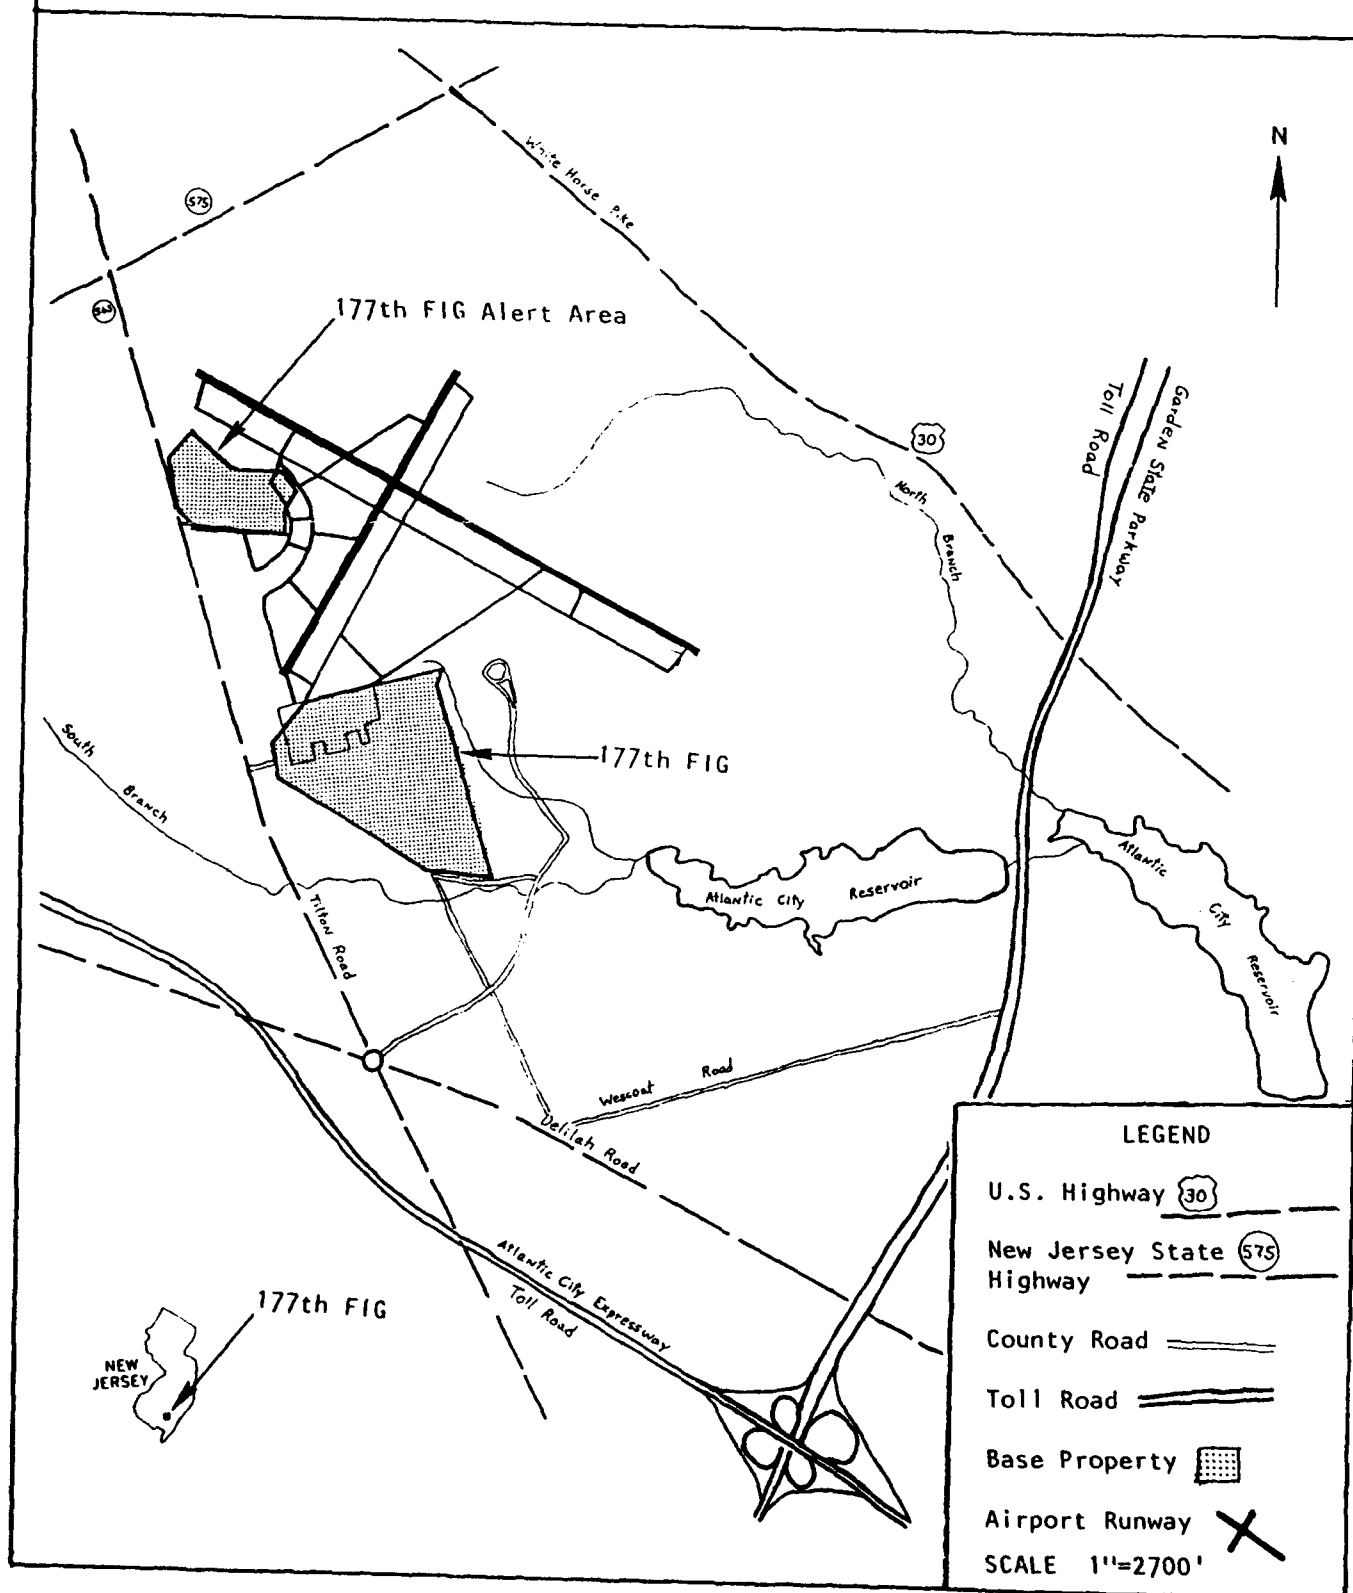 N
White Horse Pike
575
563
177th FIG Alert Area
30
Toll Road
Garden State Parkway
North
Branch
South
Branch
177th FIG
Atlantic City Reservoir
Atlantic
City
Reservoir
Tilton Road
Wescoat Road
Delilah Road
Atlantic City Expressway
Toll Road
177th FIG
NEW
JERSEY
LEGEND
U.S. Highway 30
New Jersey State 575
Highway
County Road
Toll Road
Base Property
Airport Runway
SCALE 1"=2700'